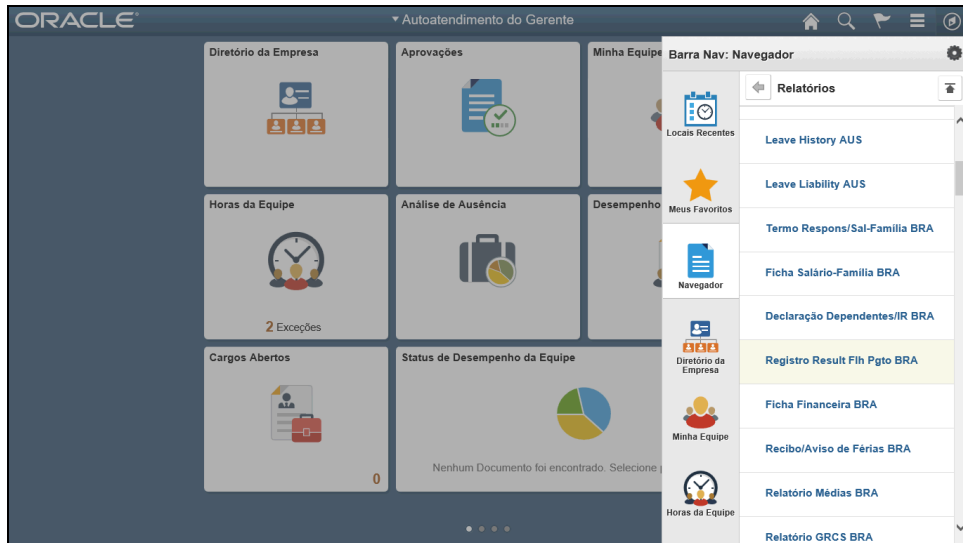 ORACLE
Autoatendimento do Gerente
Diretório da Empresa
Aprovações
Minha Equipe
Horas da Equipe
2 Exceções
Análise de Ausência
Desempenho
Cargos Abertos
0
Status de Desempenho da Equipe
Nenhum Documento foi encontrado. Selecione
Barra Nav: Navegador
Locais Recentes
Meus Favoritos
Navegador
Diretório da
Empresa
Minha Equipe
Horas da Equipe
Relatórios
Leave History AUS
Leave Liability AUS
Termo Respons/Sal-Família BRA
Ficha Salário-Família BRA
Declaração Dependentes/IR BRA
Registro Result Flh Pgto BRA
Ficha Financeira BRA
Recibo/Aviso de Férias BRA
Relatório Médias BRA
Relatório GRCS BRA